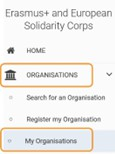 Erasmus+ and European
Solidarity Corps
HOME
ORGANISATIONS
Search for an Organisation
Register my Organisation
My Organisations